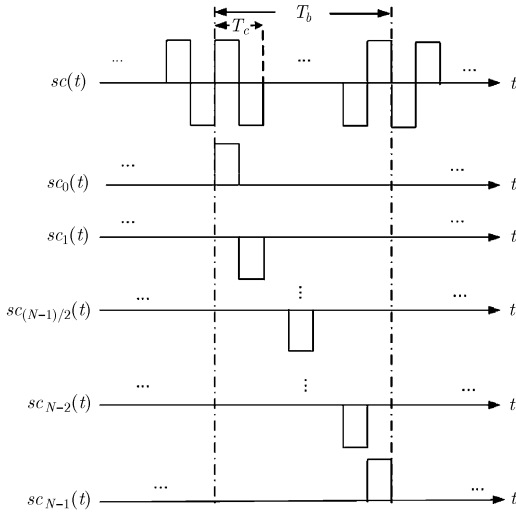 T_b
T_c
... ... ...
sc(t) t
... ...
sc_0(t) t
... ...
sc_1(t) t
... ⋮ ...
sc_{(N-1)/2}(t) t
... ⋮ ...
sc_{N-2}(t) t
... ...
sc_{N-1}(t) t